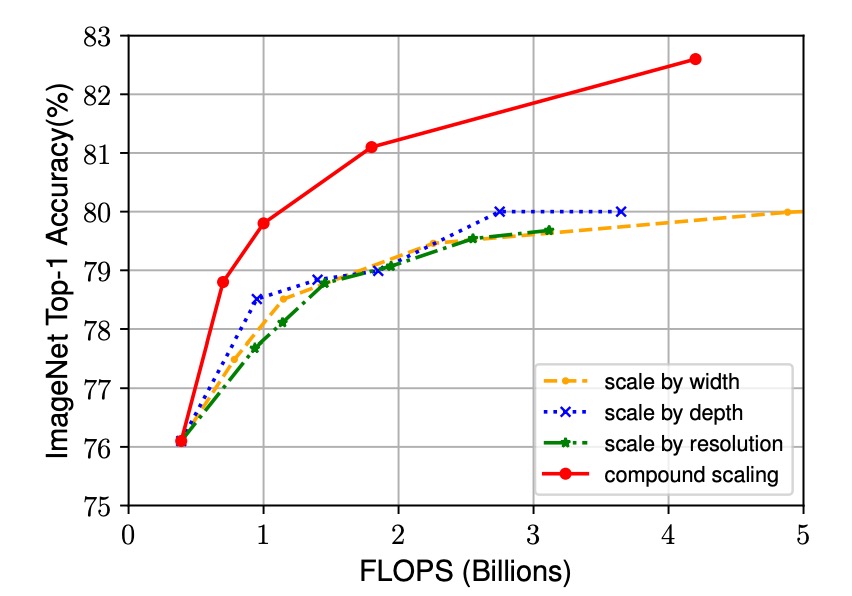 83
82
81
80
79
78
77
76
75
ImageNet Top-1 Accuracy(%)
scale by width
scale by depth
scale by resolution
compound scaling
0 1 2 3 4 5
FLOPS (Billions)